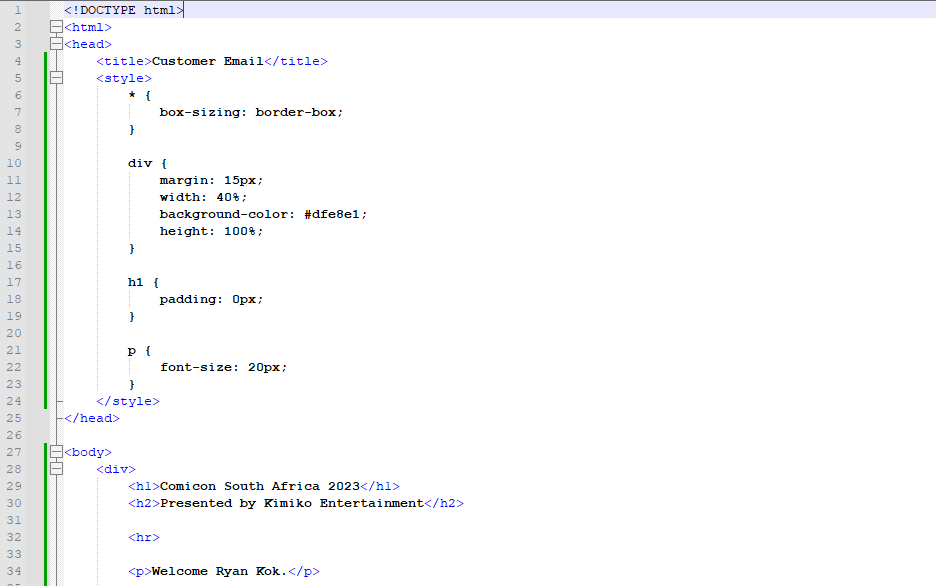 1 <!DOCTYPE html>
2 <html>
3 <head>
4 <title>Customer Email</title>
5 <style>
6 * {
7 box-sizing: border-box;
8 }
9
10 div {
11 margin: 15px;
12 width: 40%;
13 background-color: #dfe8e1;
14 height: 100%;
15 }
16
17 h1 {
18 padding: 0px;
19 }
20
21 p {
22 font-size: 20px;
23 }
24 </style>
25 </head>
26
27 <body>
28 <div>
29 <h1>Comicon South Africa 2023</h1>
30 <h2>Presented by Kimiko Entertainment</h2>
31
32 <hr>
33
34 <p>Welcome Ryan Kok.</p>